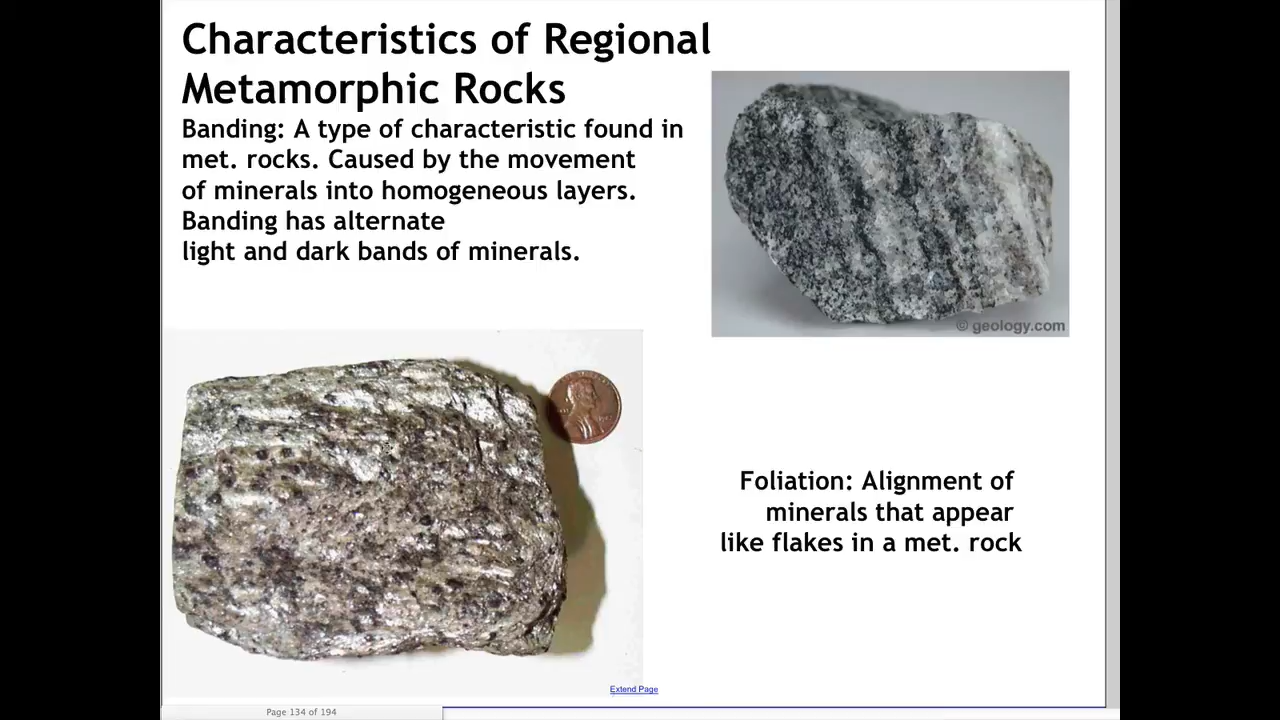 Characteristics of Regional
Metamorphic Rocks
Banding: A type of characteristic found in
met. rocks. Caused by the movement
of minerals into homogeneous layers.
Banding has alternate
light and dark bands of minerals.
© geology.com
Foliation: Alignment of
minerals that appear
like flakes in a met. rock
Extend Page
Page 134 of 194